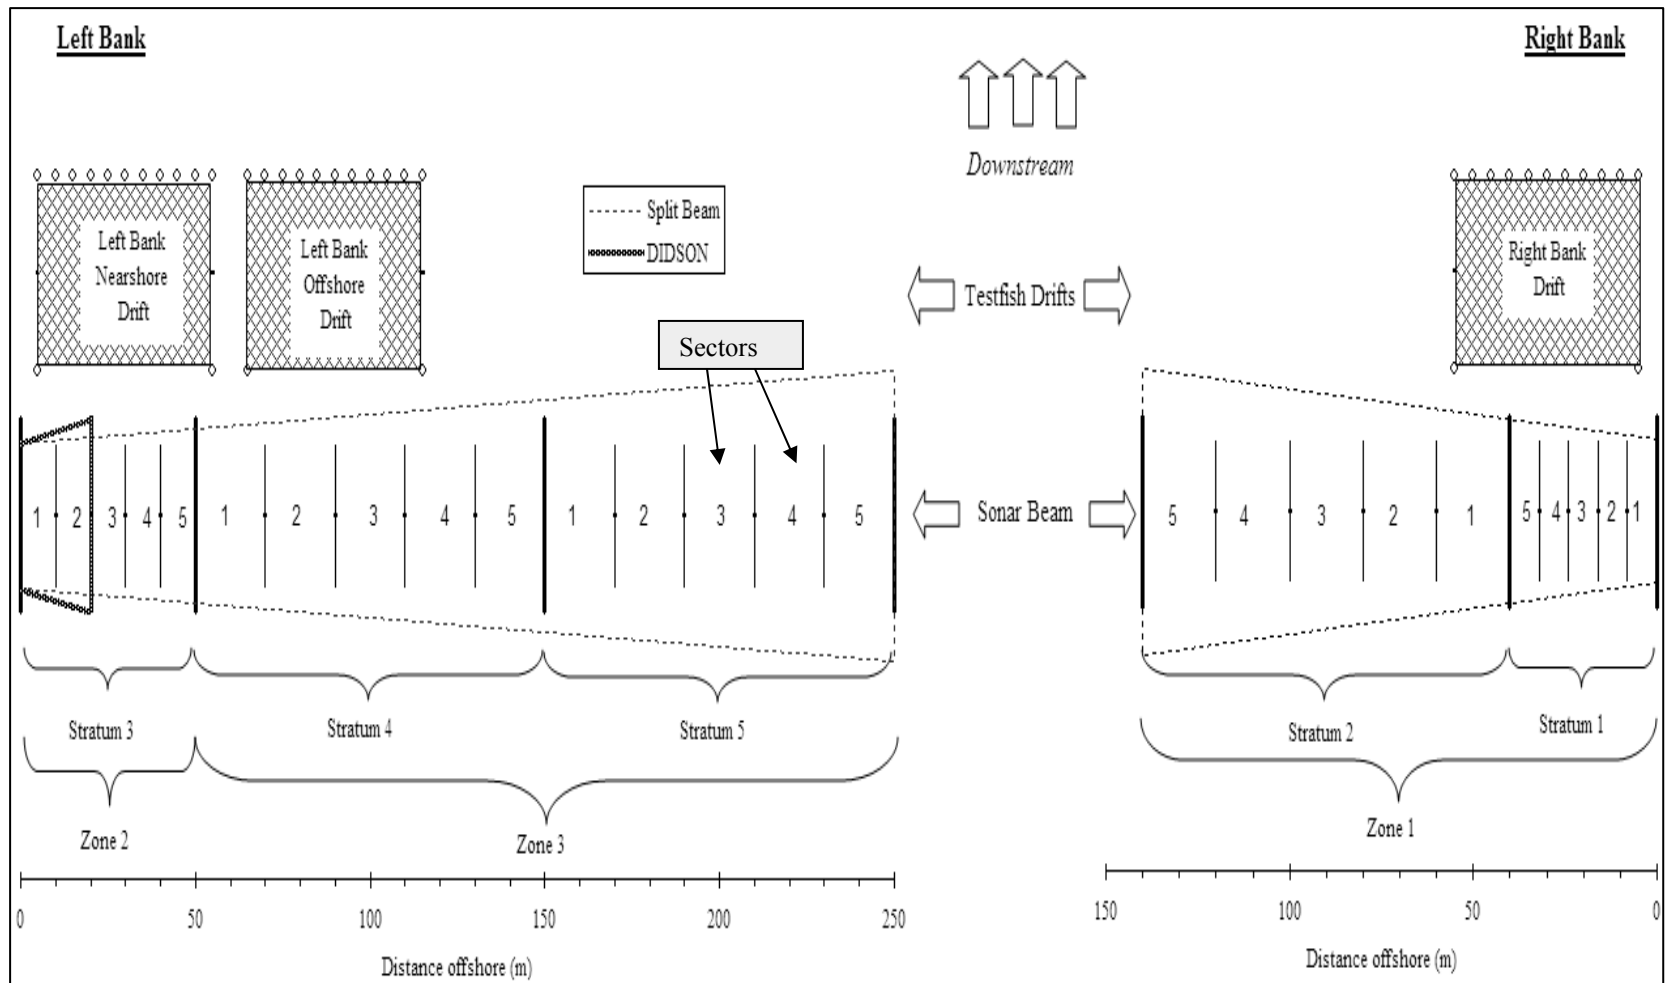 Left Bank
Right Bank
Downstream
Split Beam
DIDSON
Left Bank
Nearshore
Drift
Left Bank
Offshore
Drift
Right Bank
Drift
Testfish Drifts
Sectors
1 2 3 4 5 1 2 3 4 5 1 2 3 4 5
Sonar Beam
5 4 3 2 1 5 4 3 2 1
Stratum 3
Stratum 4
Stratum 5
Stratum 2
Stratum 1
Zone 2
Zone 3
Zone 1
0 50 100 150 200 250
150 100 50 0
Distance offshore (m)
Distance offshore (m)